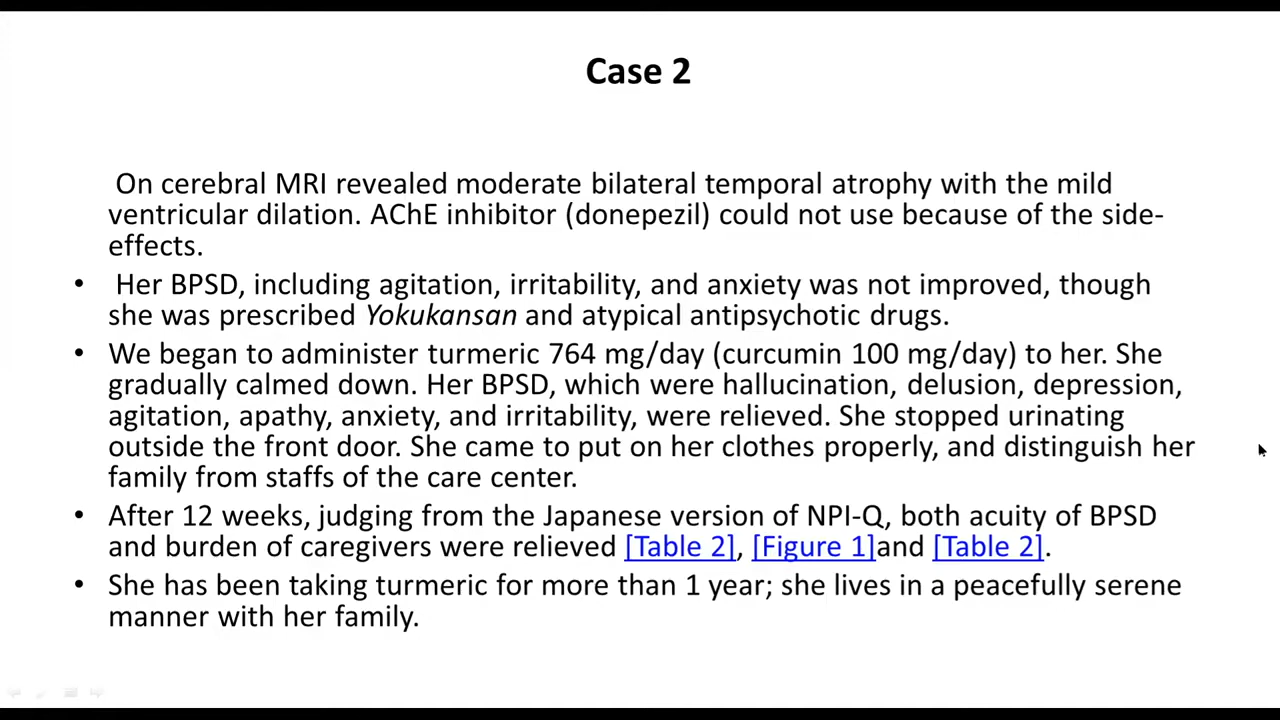 Case 2
On cerebral MRI revealed moderate bilateral temporal atrophy with the mild
ventricular dilation. AChE inhibitor (donepezil) could not use because of the side-
effects.
• Her BPSD, including agitation, irritability, and anxiety was not improved, though
she was prescribed Yokukansan and atypical antipsychotic drugs.
• We began to administer turmeric 764 mg/day (curcumin 100 mg/day) to her. She
gradually calmed down. Her BPSD, which were hallucination, delusion, depression,
agitation, apathy, anxiety, and irritability, were relieved. She stopped urinating
outside the front door. She came to put on her clothes properly, and distinguish her
family from staffs of the care center.
• After 12 weeks, judging from the Japanese version of NPI-Q, both acuity of BPSD
and burden of caregivers were relieved [Table 2], [Figure 1]and [Table 2].
• She has been taking turmeric for more than 1 year; she lives in a peacefully serene
manner with her family.